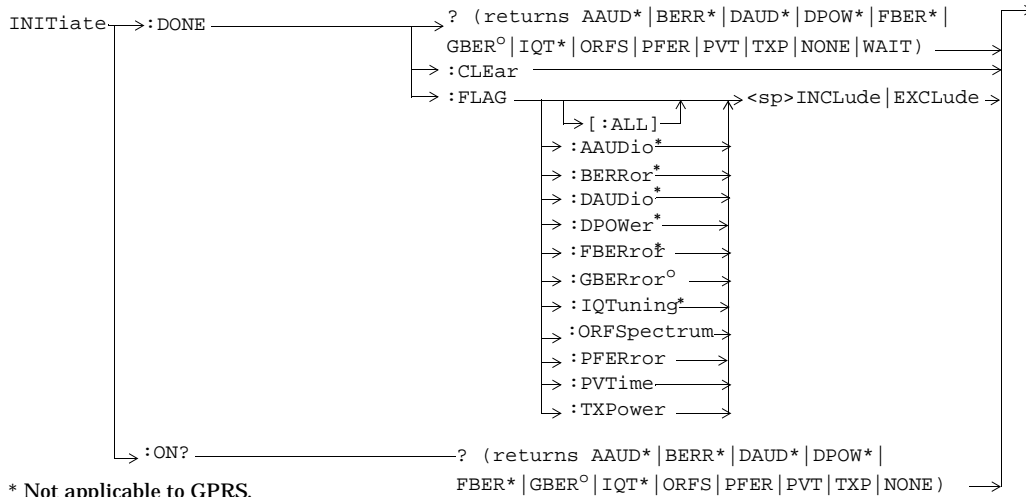 ? (returns AAUD*|BERR*|DAUD*|DPOW*|FBER*|
INITiate :DONE
GBER°|IQT*|ORFS|PFER|PVT|TXP|NONE|WAIT)
:CLEar
:FLAG <sp>INCLude|EXCLude
[:ALL]
:AAUDio*
:BERRor*
:DAUDio*
:DPOWer*
:FBERror*
:GBERror°
:IQTuning*
:ORFSpectrum
:PFERror
:PVTime
:TXPower
:ON? ? (returns AAUD*|BERR*|DAUD*|DPOW*|
FBER*|GBER°|IQT*|ORFS|PFER|PVT|TXP|NONE)
* Not applicable to GPRS.